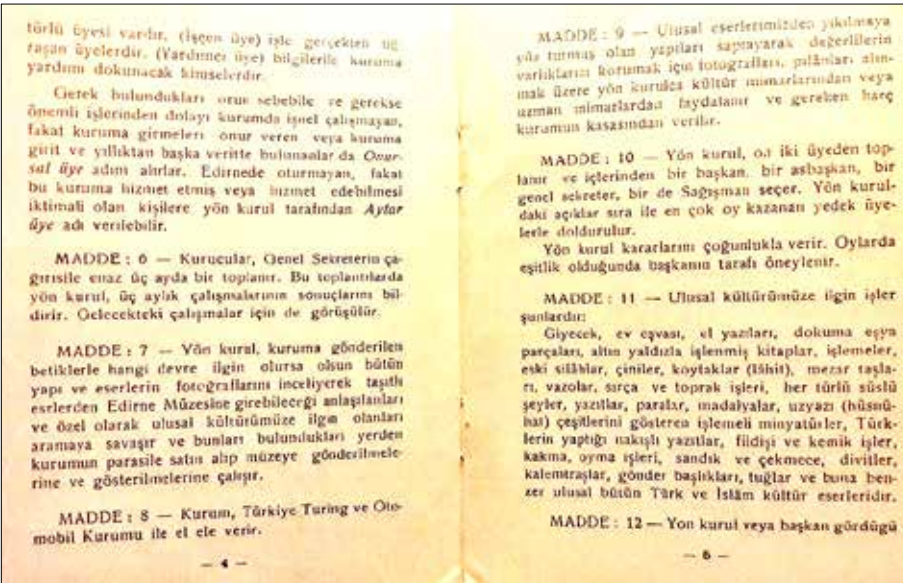 türlü üyesi vardır. (İşçen üye) işle gerçekten uğ
raşan üyelerdir. (Yardımcı üye) bilgilerile kuruma
yardımı dokunacak kimselerdir.
Gerek bulundukları orun sebebile ve gerekse
önemli işlerinden dolayı kurumda işnel çalışmayan,
fakat kuruma girmeleri onur veren veya kuruma
girit ve yıllıktan başka veritte bulunanlar da Onur-
sal üye adını alırlar. Edirnede oturmayan, fakat
bu kuruma hizmet etmiş veya hizmet edebilmesi
iktimali olan kişilere yön kurul tarafından Aytar
üye adı verilebilir.
MADDE : 6 — Kurucular, Genel Sekreterin ça-
ğırısile enaz üç ayda bir toplanır. Bu toplantılarda
yön kurul, üç aylık çalışmalarının sonuçlarını bil-
dirir. Gelecekteki çalışmalar için de görüşülür.
MADDE : 7 — Yön kurul, kuruma gönderilen
betiklerle hangi devre ilgin olursa olsun bütün
yapı ve eserlerin fotoğraflarını inceliyerek taşıtlı
eserlerden Edirne Müzesine girebileceği anlaşılanları
ve özel olarak ulusal kültürümüze ilgin olanları
aramaya savaşır ve bunları bulundukları yerden
kurumun parasile satın alıp müzeye gönderilmele-
rine ve gösterilmelerine çalışır.
MADDE : 8 — Kurum, Türkiye Turing ve Oto-
mobil Kurumu ile el ele verir.
— 4 —
MADDE : 9 — Ulusal eserlerimizden yıkılmaya
yüz tutmuş olan yapıları saptayarak değerlilerin
varlıklarını korumak için fotoğrafları, pılânları alın-
mak üzere yön kurulca kültür mimarlarından veya
uzman mimarlardan faydalanır ve gereken harç
kurumun kasasından verilir.
MADDE : 10 — Yön kurul, on iki üyeden top-
lanır ve içlerinden bir başkan, bir asbaşkan, bir
genel sekreter, bir de Sağışman seçer. Yön kurul-
daki açıklar sıra ile en çok oy kazanan yedek üye-
lerle doldurulur.
Yön kurul kararlarını çoğunlukla verir. Oylarda
eşitlik olduğunda başkanın tarafı öneylenir.
MADDE : 11 — Ulusal kültürümüze ilgin işler
şunlardır:
Giyecek, ev eşyası, el yazıları, dokuma eşya
parçaları, altın yaldızla işlenmiş kitaplar, işlemeler,
eski silâhlar, çiniler, koytaklar (lâhit), mezar taşla-
rı, vazolar, sırça ve toprak işleri, her türlü süslü
şeyler, yazıtlar, paralar, madalyalar, uzyazı (hüsnü-
hat) çeşitlerini gösteren işlemeli minyatürler, Türk-
lerin yaptığı nakışlı yazıtlar, fildişi ve kemik işler,
kakma, oyma işleri, sandık ve çekmece, divitler,
kalemtraşlar, gönder başlıkları, tuğlar ve buna ben-
zer ulusal bütün Türk ve İslâm kültür eserleridir.
MADDE : 12 — Yon kurul veya başkan gördüğü